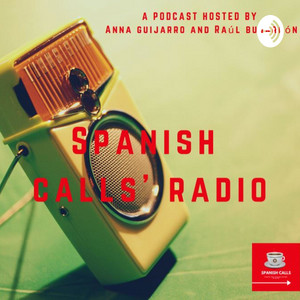 A PODCAST HOSTED BY
ANNA GUIJARRO AND RAÚL
SPANISH
CALLS' RADIO
SPANISH CALLS